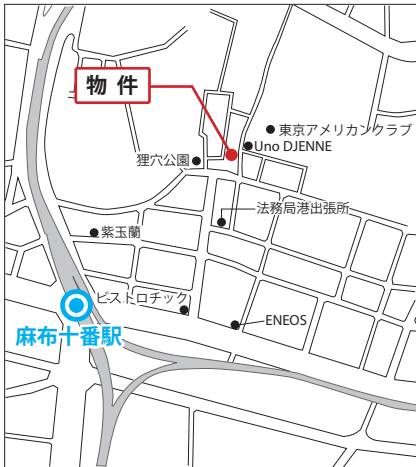 物件
東京アメリカンクラブ
Uno DJENNE
狸穴公園
法務局港出張所
紫玉蘭
ビストロチック
ENEOS
麻布十番駅